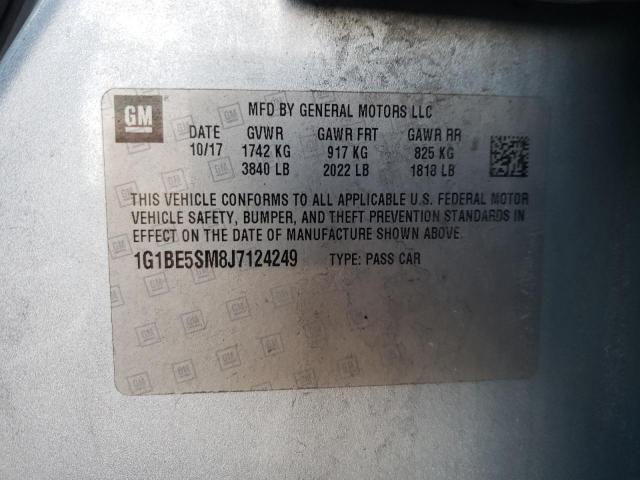 GM
MFD BY GENERAL MOTORS LLC
DATE GVWR GAWR FRT GAWR RR
10/17 1742 KG 917 KG 825 KG
3840 LB 2022 LB 1818 LB
THIS VEHICLE CONFORMS TO ALL APPLICABLE U.S. FEDERAL MOTOR
VEHICLE SAFETY, BUMPER, AND THEFT PREVENTION STANDARDS IN
EFFECT ON THE DATE OF MANUFACTURE SHOWN ABOVE.
1G1BE5SM8J7124249 TYPE: PASS CAR